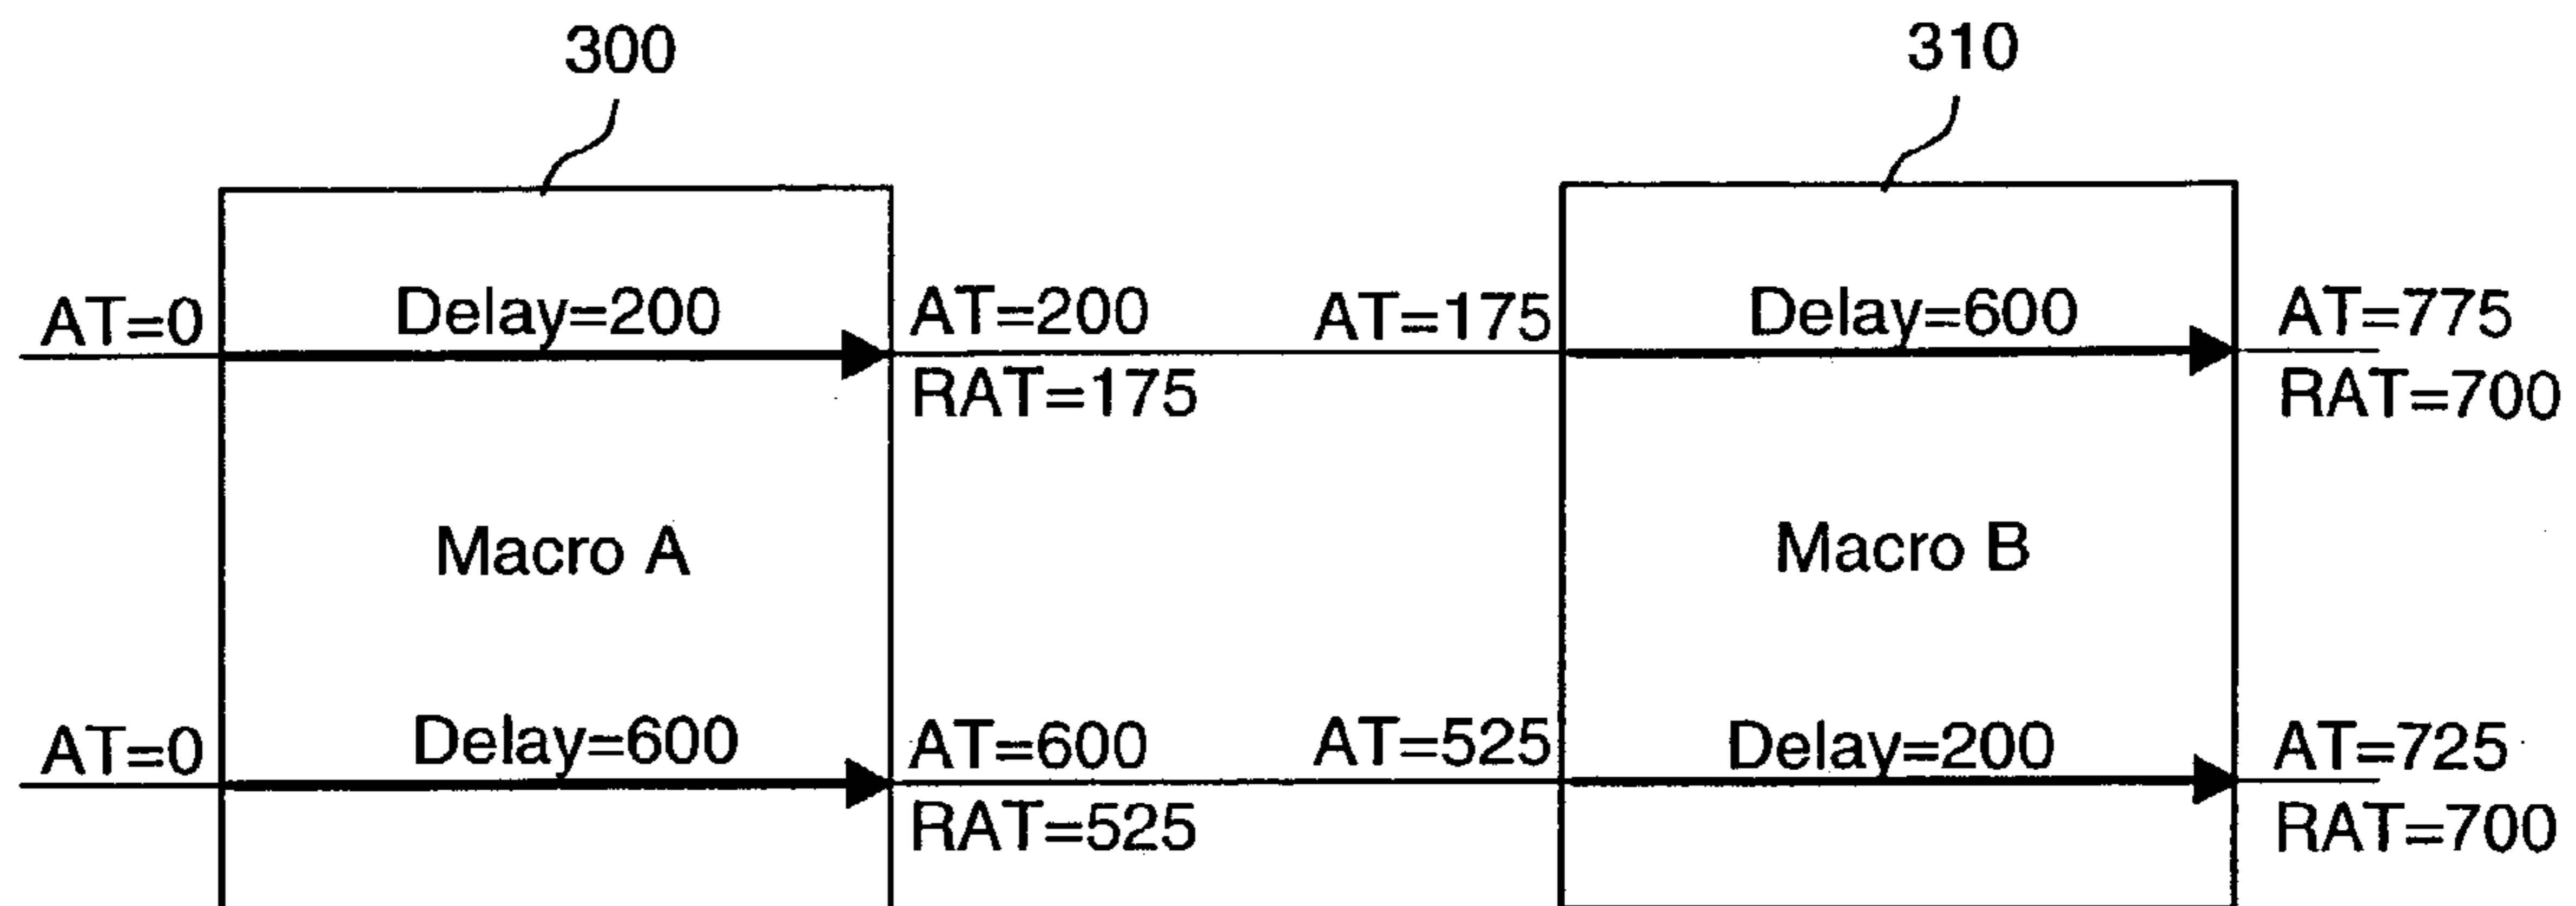 300
310
AT=0
Delay=200
AT=200
RAT=175
AT=175
Delay=600
AT=775
RAT=700
Macro A
Macro B
AT=0
Delay=600
AT=600
RAT=525
AT=525
Delay=200
AT=725
RAT=700